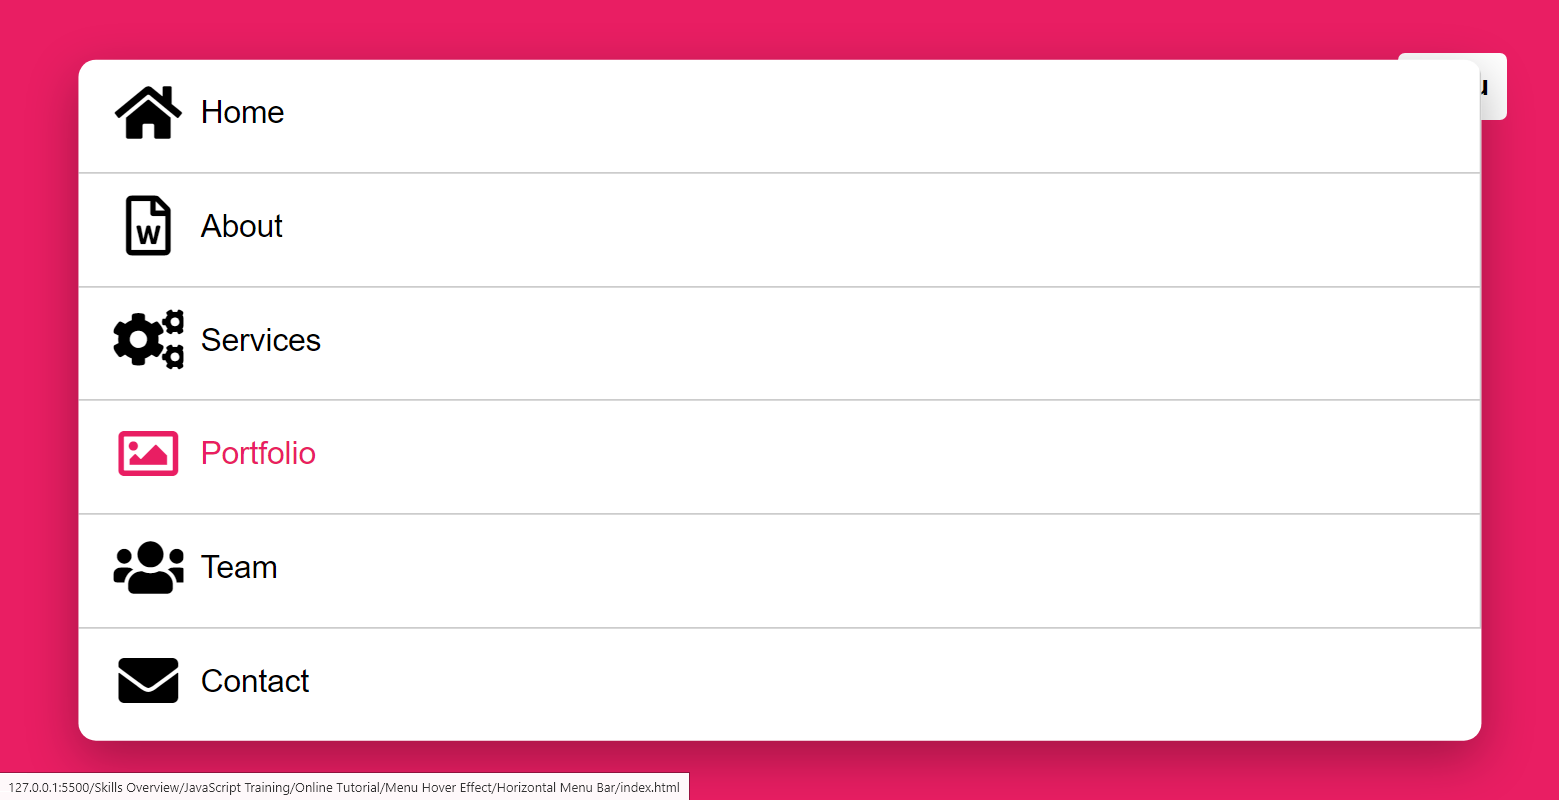 Home
W
About
Services
Portfolio
Team
Contact
127.0.0.1:5500/Skills Overview/JavaScript Training/Online Tutorial/Menu Hover Effect/Horizontal Menu Bar/index.html